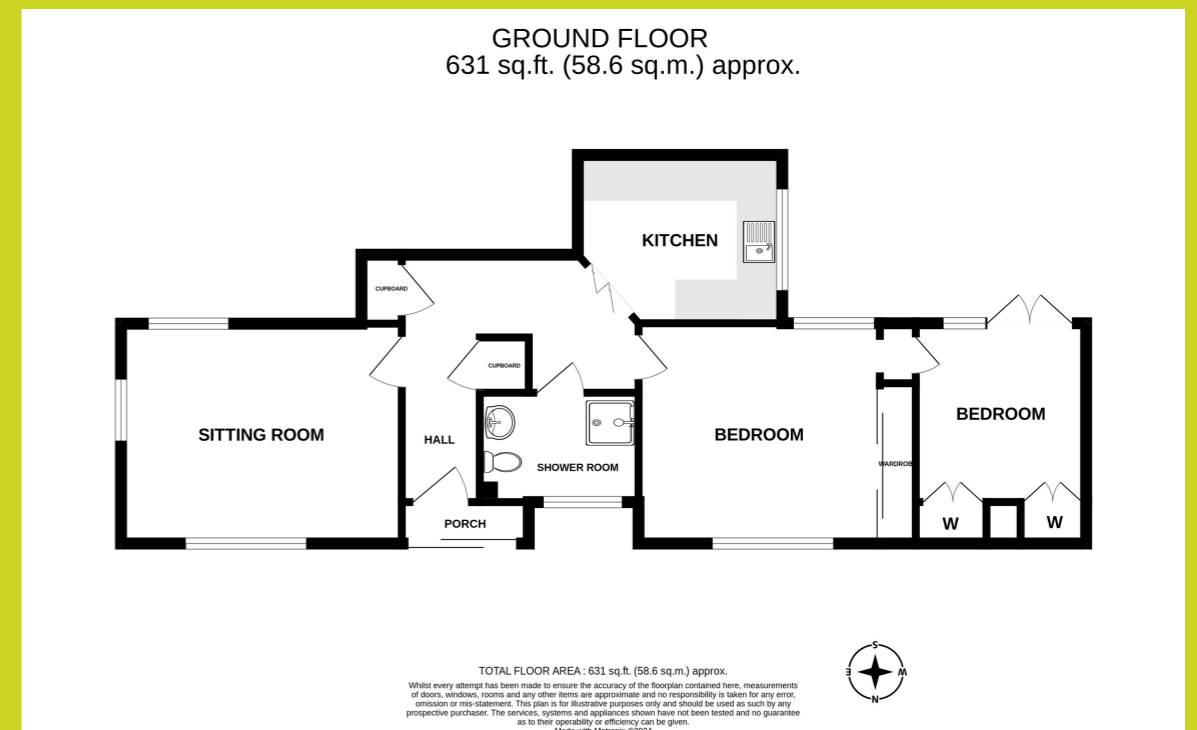 GROUND FLOOR
631 sq.ft. (58.6 sq.m.) approx.
KITCHEN
CUPBOARD
CUPBOARD
BEDROOM
SITTING ROOM
BEDROOM
HALL
WARDROB
SHOWER ROOM
PORCH
W
W
S
E
W
N
TOTAL FLOOR AREA : 631 sq.ft. (58.6 sq.m.) approx.
Whilst every attempt has been made to ensure the accuracy of the floorplan contained here, measurements
of doors, windows, rooms and any other items are approximate and no responsibility is taken for any error,
omission or mis-statement. This plan is for illustrative purposes only and should be used as such by any
prospective purchaser. The services, systems and appliances shown have not been tested and no guarantee
as to their operability or efficiency can be given.
Made with Metropix ©2024